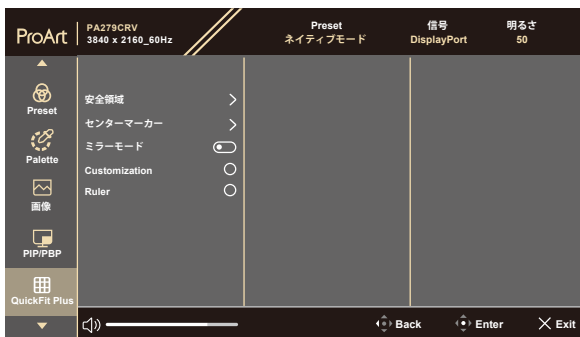 ProArt
PA279CRV
3840 x 2160_60Hz
Preset
ネイティブモード
信号
DisplayPort
明るさ
50
Preset
Palette
画像
PIP/PBP
QuickFit Plus
安全領域
センターマーカー
ミラーモード
Customization
Ruler
Back
Enter
Exit